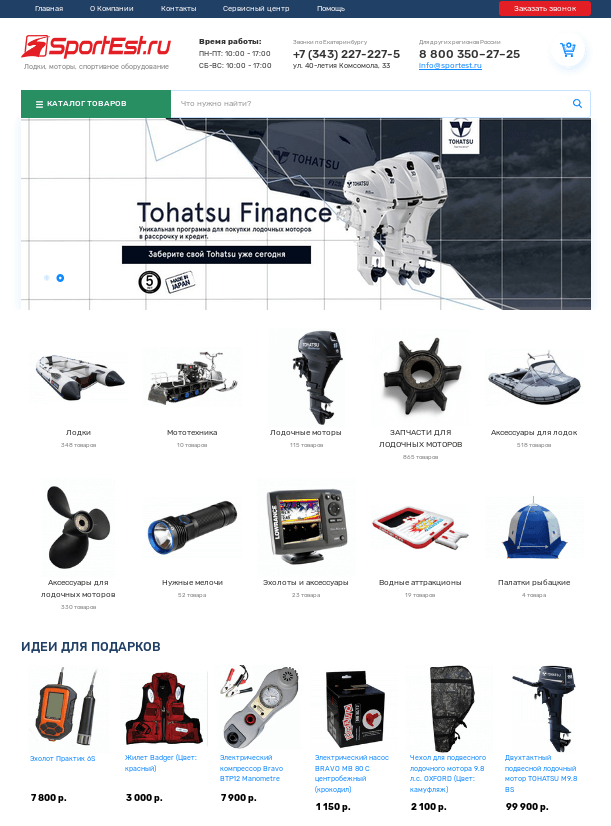 Главная О Компании Контакты Сервисный центр Помощь Заказать звонок
SportEst.ru
Лодки, моторы, спортивное оборудование
Время работы:
ПН-ПТ: 10:00 - 17:00
СБ-ВС: 10:00 - 17:00
Звонки по Екатеринбургу
+7 (343) 227-227-5
ул. 40-летия Комсомола, 33
Для других регионов России
8 800 350-27-25
info@sportest.ru
КАТАЛОГ ТОВАРОВ
Что нужно найти?
TOHATSU
Tohatsu Finance
Уникальная программа для покупки лодочных моторов
в рассрочку и кредит.
Заберите свой Tohatsu уже сегодня
5
MADE IN
JAPAN
Лодки
348 товаров
Мототехника
10 товаров
Лодочные моторы
115 товаров
ЗАПЧАСТИ ДЛЯ
ЛОДОЧНЫХ МОТОРОВ
865 товаров
Аксессуары для лодок
518 товаров
LOWRANCE
Аксессуары для
лодочных моторов
330 товаров
Нужные мелочи
52 товара
Эхолоты и аксессуары
23 товара
Водные аттракционы
19 товаров
Палатки рыбацкие
4 товара
ИДЕИ ДЛЯ ПОДАРКОВ
Эхолот Практик 6S
7 800 р.
Жилет Badger (Цвет:
красный)
3 000 р.
Электрический
компрессор Bravo
BTP12 Manometre
7 900 р.
Электрический насос
BRAVO MB 80 C
центробежный
(крокодил)
1 150 р.
Чехол для подвесного
лодочного мотора 9.8
л.с., OXFORD (Цвет:
камуфляж)
2 100 р.
Двухтактный
подвесной лодочный
мотор TOHATSU M9.8
BS
99 900 р.